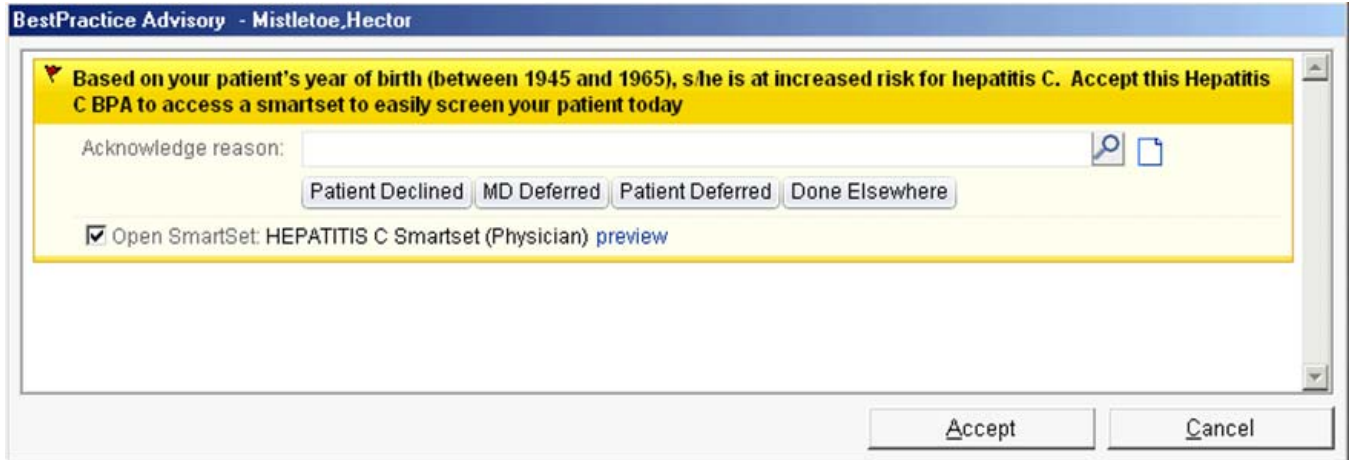 BestPractice Advisory - Mistletoe,Hector
Based on your patient's year of birth (between 1945 and 1965), s/he is at increased risk for hepatitis C. Accept this Hepatitis
C BPA to access a smartset to easily screen your patient today
Acknowledge reason:
Patient Declined MD Deferred Patient Deferred Done Elsewhere
Open SmartSet: HEPATITIS C Smartset (Physician) preview
Accept Cancel